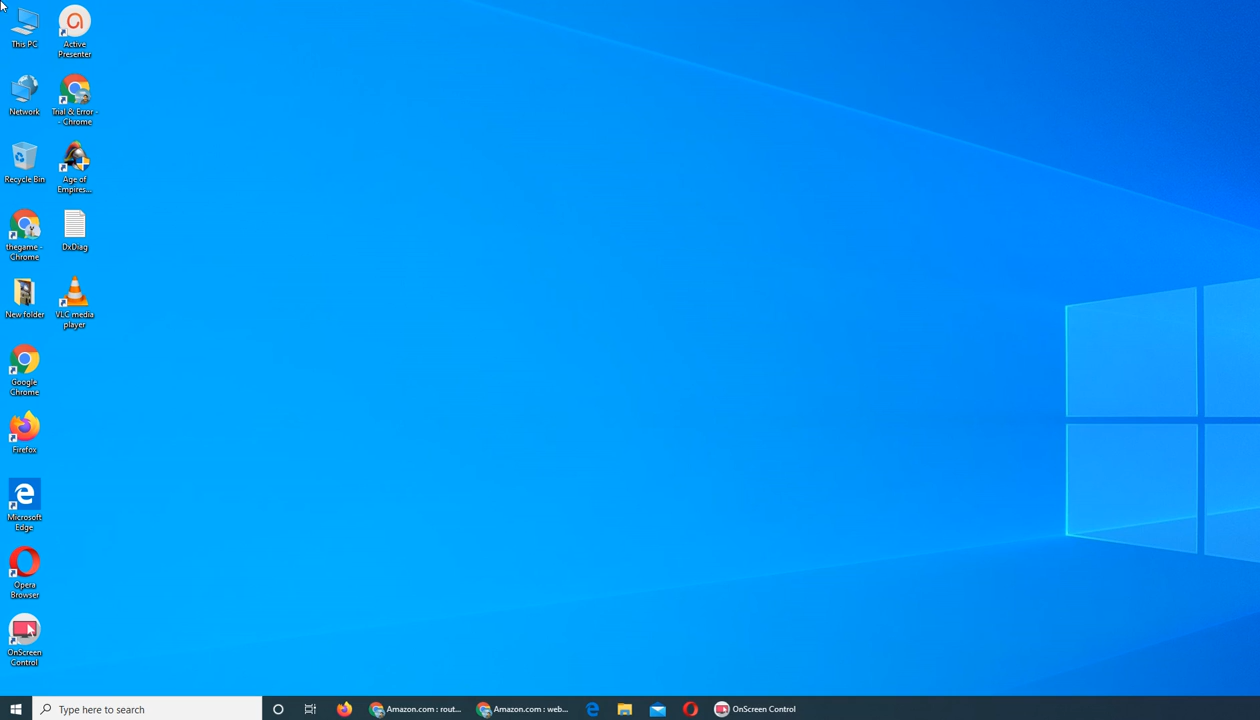 This PC
Active
Presenter
Network
Trial & Error -
- Chrome
Recycle Bin
Age of
Empires...
thegame -
Chrome
DxDiag
New folder
VLC media
player
Google
Chrome
Firefox
Microsoft
Edge
Opera
Browser
OnScreen
Control
Type here to search
Amazon.com : rout...
Amazon.com : web...
OnScreen Control